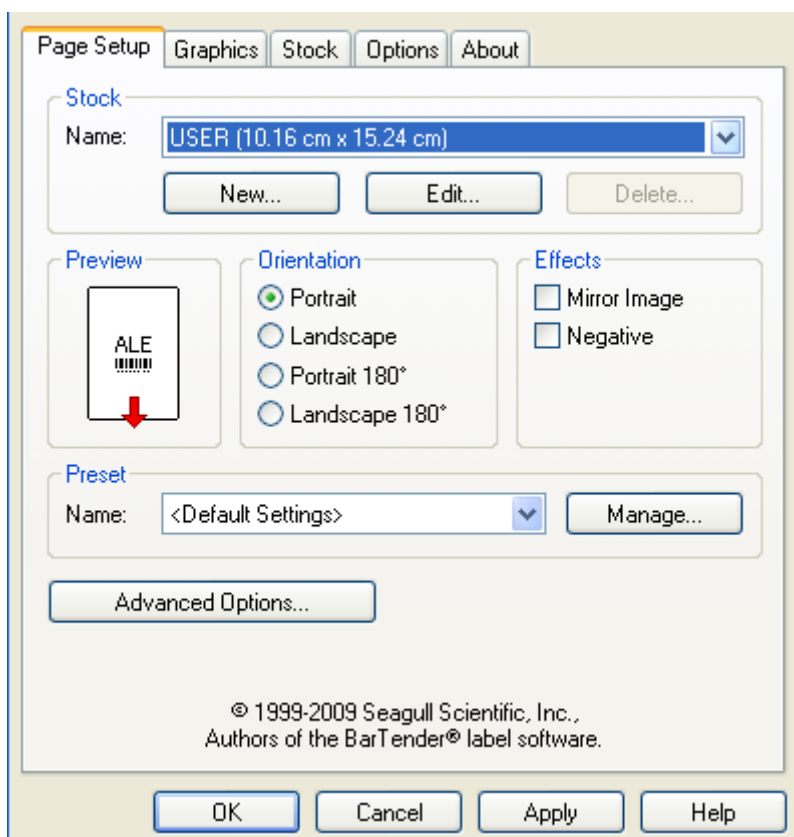 Page Setup Graphics Stock Options About
Stock
Name: USER (10.16 cm x 15.24 cm)
New... Edit... Delete...
Preview Orientation Effects
ALE
Portrait Mirror Image
Landscape Negative
Portrait 180°
Landscape 180°
Preset
Name: <Default Settings> Manage...
Advanced Options...
© 1999-2009 Seagull Scientific, Inc.,
Authors of the BarTender® label software.
OK Cancel Apply Help